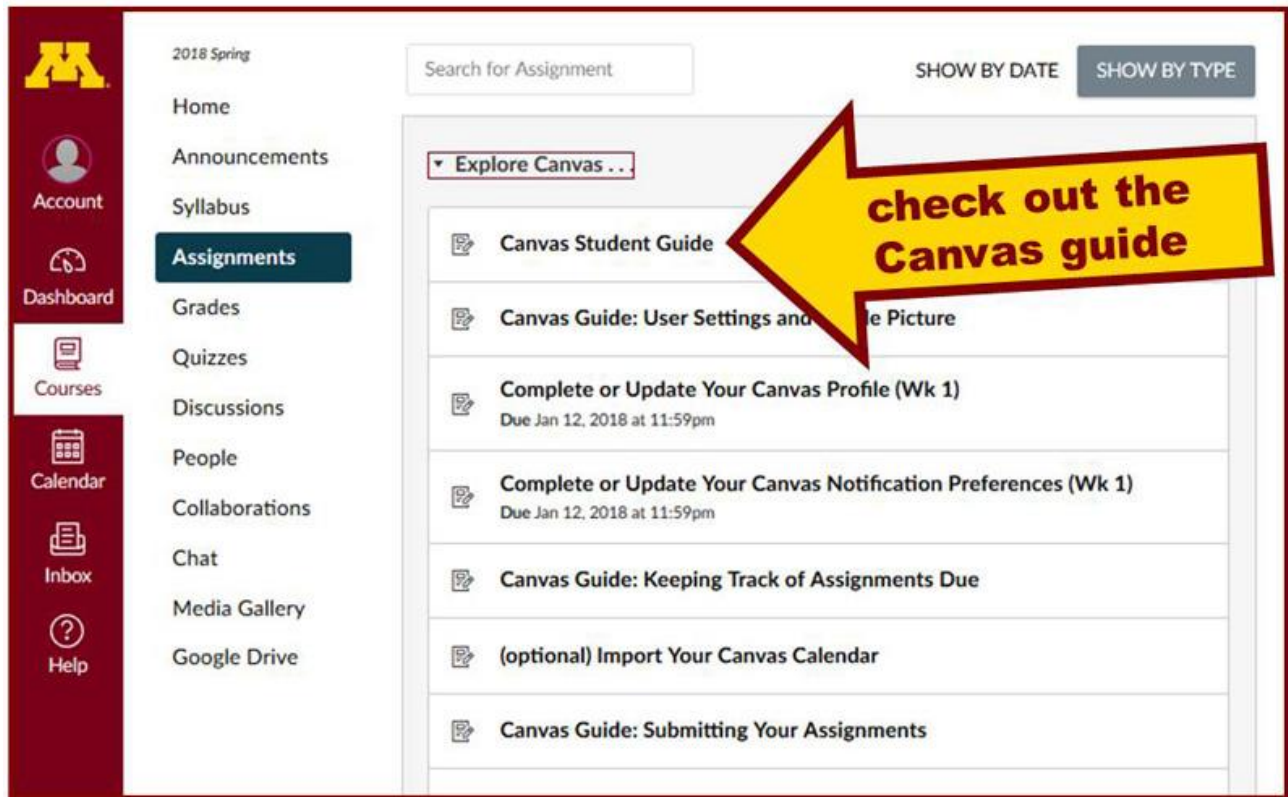 M
Account
Dashboard
Courses
Calendar
Inbox
Help
2018 Spring
Home
Announcements
Syllabus
Assignments
Grades
Quizzes
Discussions
People
Collaborations
Chat
Media Gallery
Google Drive
Search for Assignment
SHOW BY DATE
SHOW BY TYPE
Explore Canvas . . .
check out the
Canvas guide
Canvas Student Guide
Canvas Guide: User Settings and le Picture
Complete or Update Your Canvas Profile (Wk 1)
Due Jan 12, 2018 at 11:59pm
Complete or Update Your Canvas Notification Preferences (Wk 1)
Due Jan 12, 2018 at 11:59pm
Canvas Guide: Keeping Track of Assignments Due
(optional) Import Your Canvas Calendar
Canvas Guide: Submitting Your Assignments